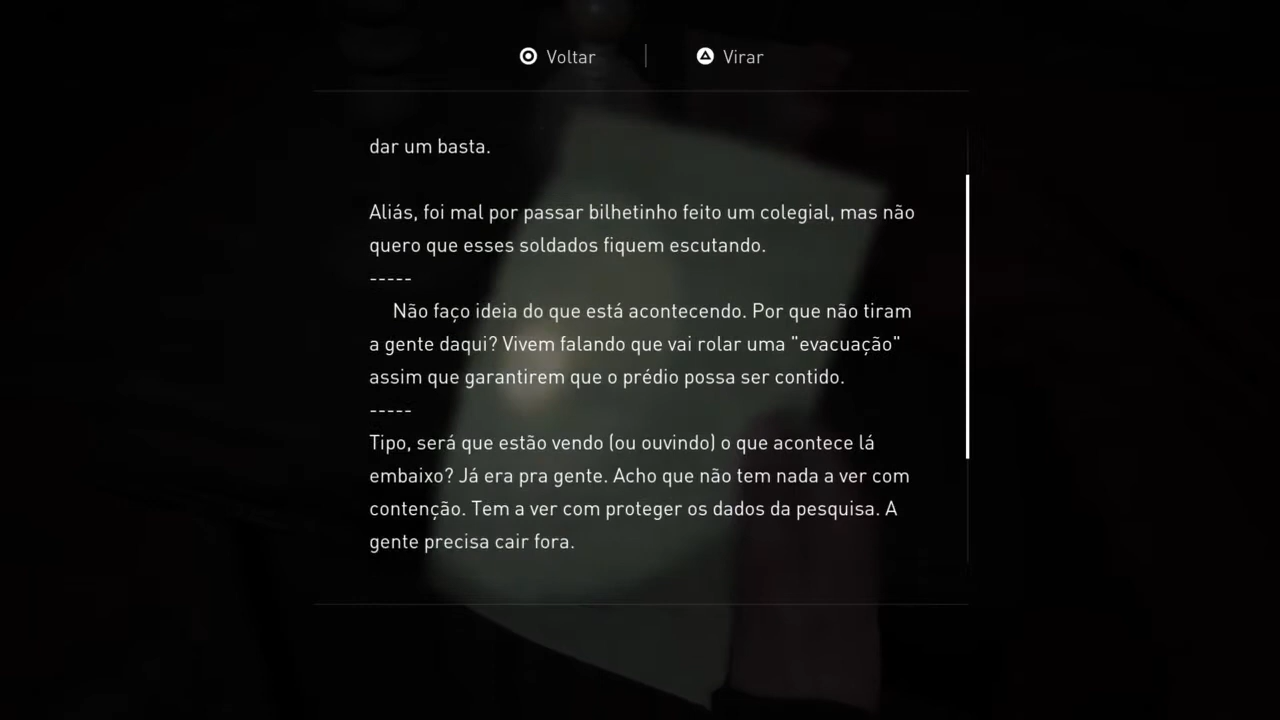 Voltar | Virar
dar um basta.
Aliás, foi mal por passar bilhetinho feito um colegial, mas não
quero que esses soldados fiquem escutando.
-----
Não faço ideia do que está acontecendo. Por que não tiram
a gente daqui? Vivem falando que vai rolar uma "evacuação"
assim que garantirem que o prédio possa ser contido.
-----
Tipo, será que estão vendo (ou ouvindo) o que acontece lá
embaixo? Já era pra gente. Acho que não tem nada a ver com
contenção. Tem a ver com proteger os dados da pesquisa. A
gente precisa cair fora.